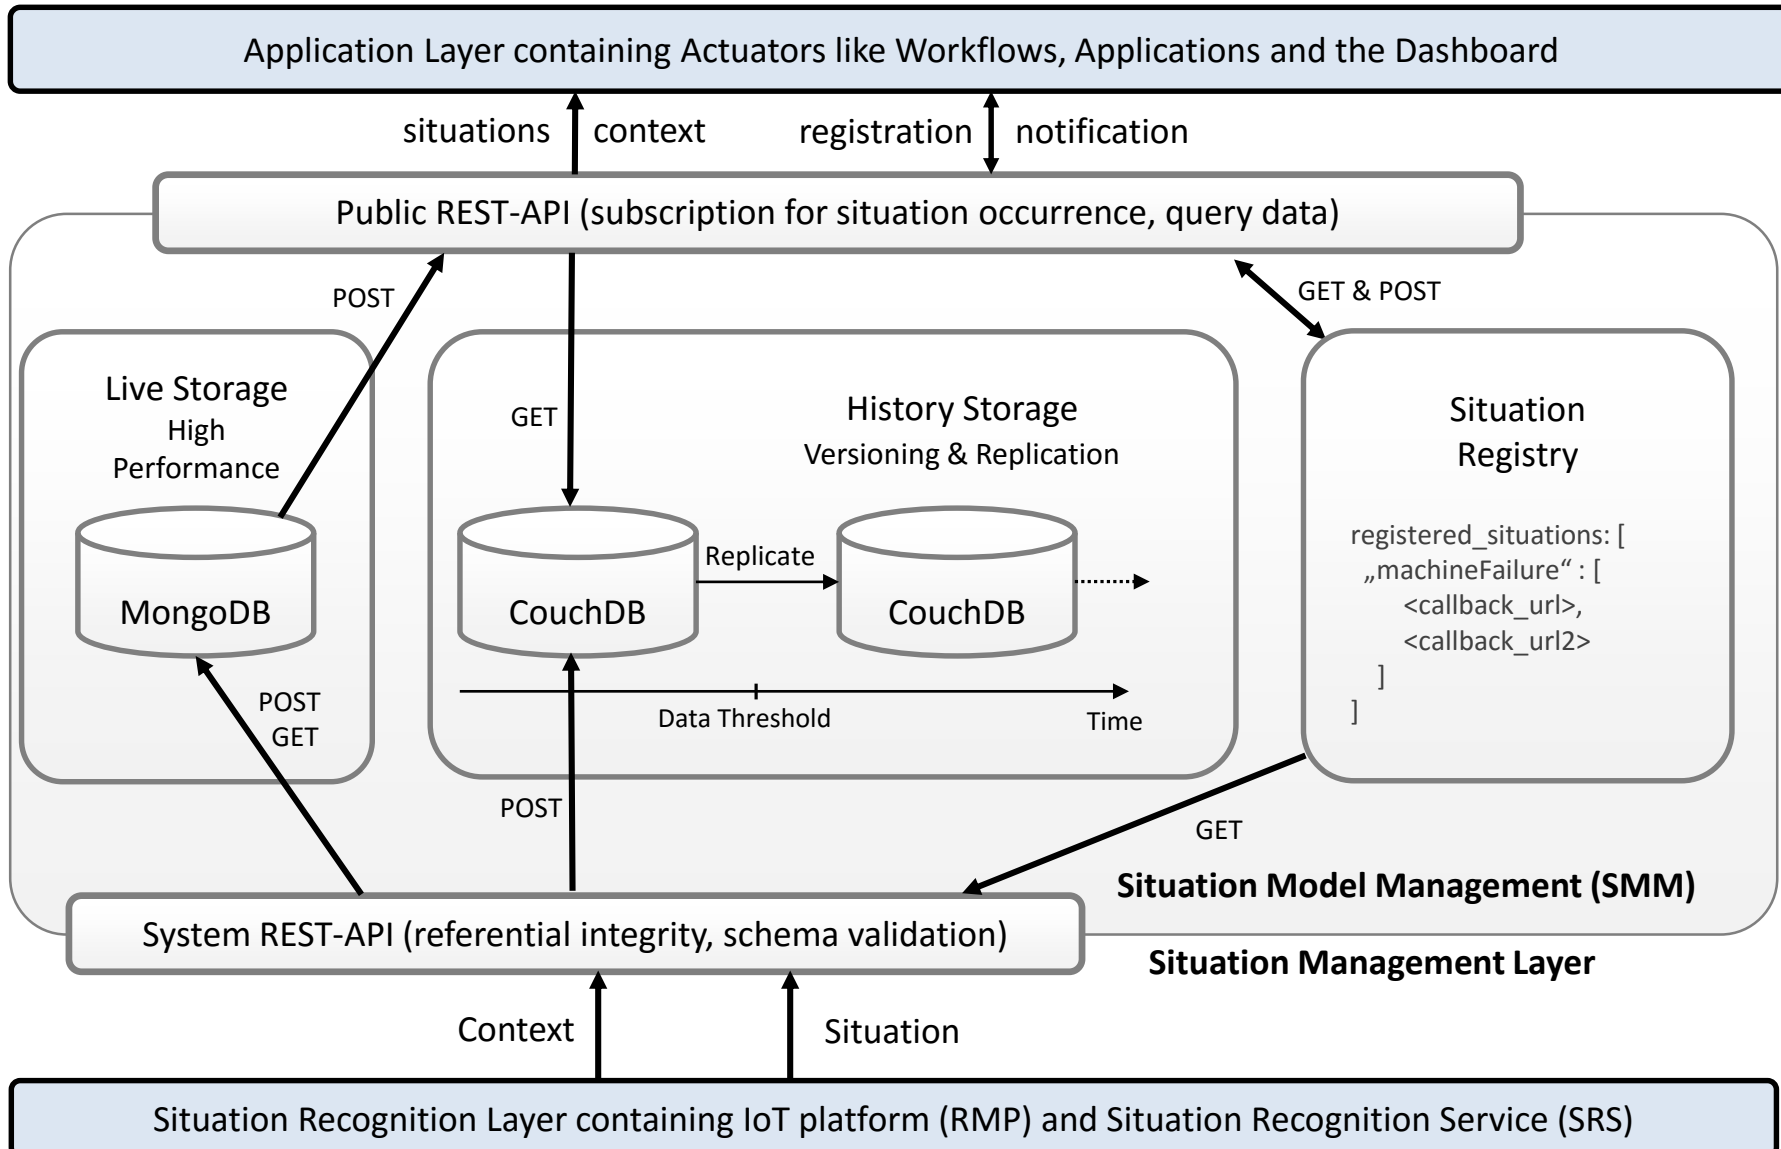 Application Layer containing Actuators like Workflows, Applications and the Dashboard
situations context
registration notification
Public REST-API (subscription for situation occurrence, query data)
POST
GET & POST
Live Storage
High
Performance
MongoDB
GET
History Storage
Versioning & Replication
CouchDB
Replicate
CouchDB
Data Threshold
Time
Situation
Registry
registered_situations: [
„machineFailure“ : [
<callback_url>,
<callback_url2>
]
]
POST
GET
POST
GET
Situation Model Management (SMM)
System REST-API (referential integrity, schema validation)
Situation Management Layer
Context
Situation
Situation Recognition Layer containing IoT platform (RMP) and Situation Recognition Service (SRS)